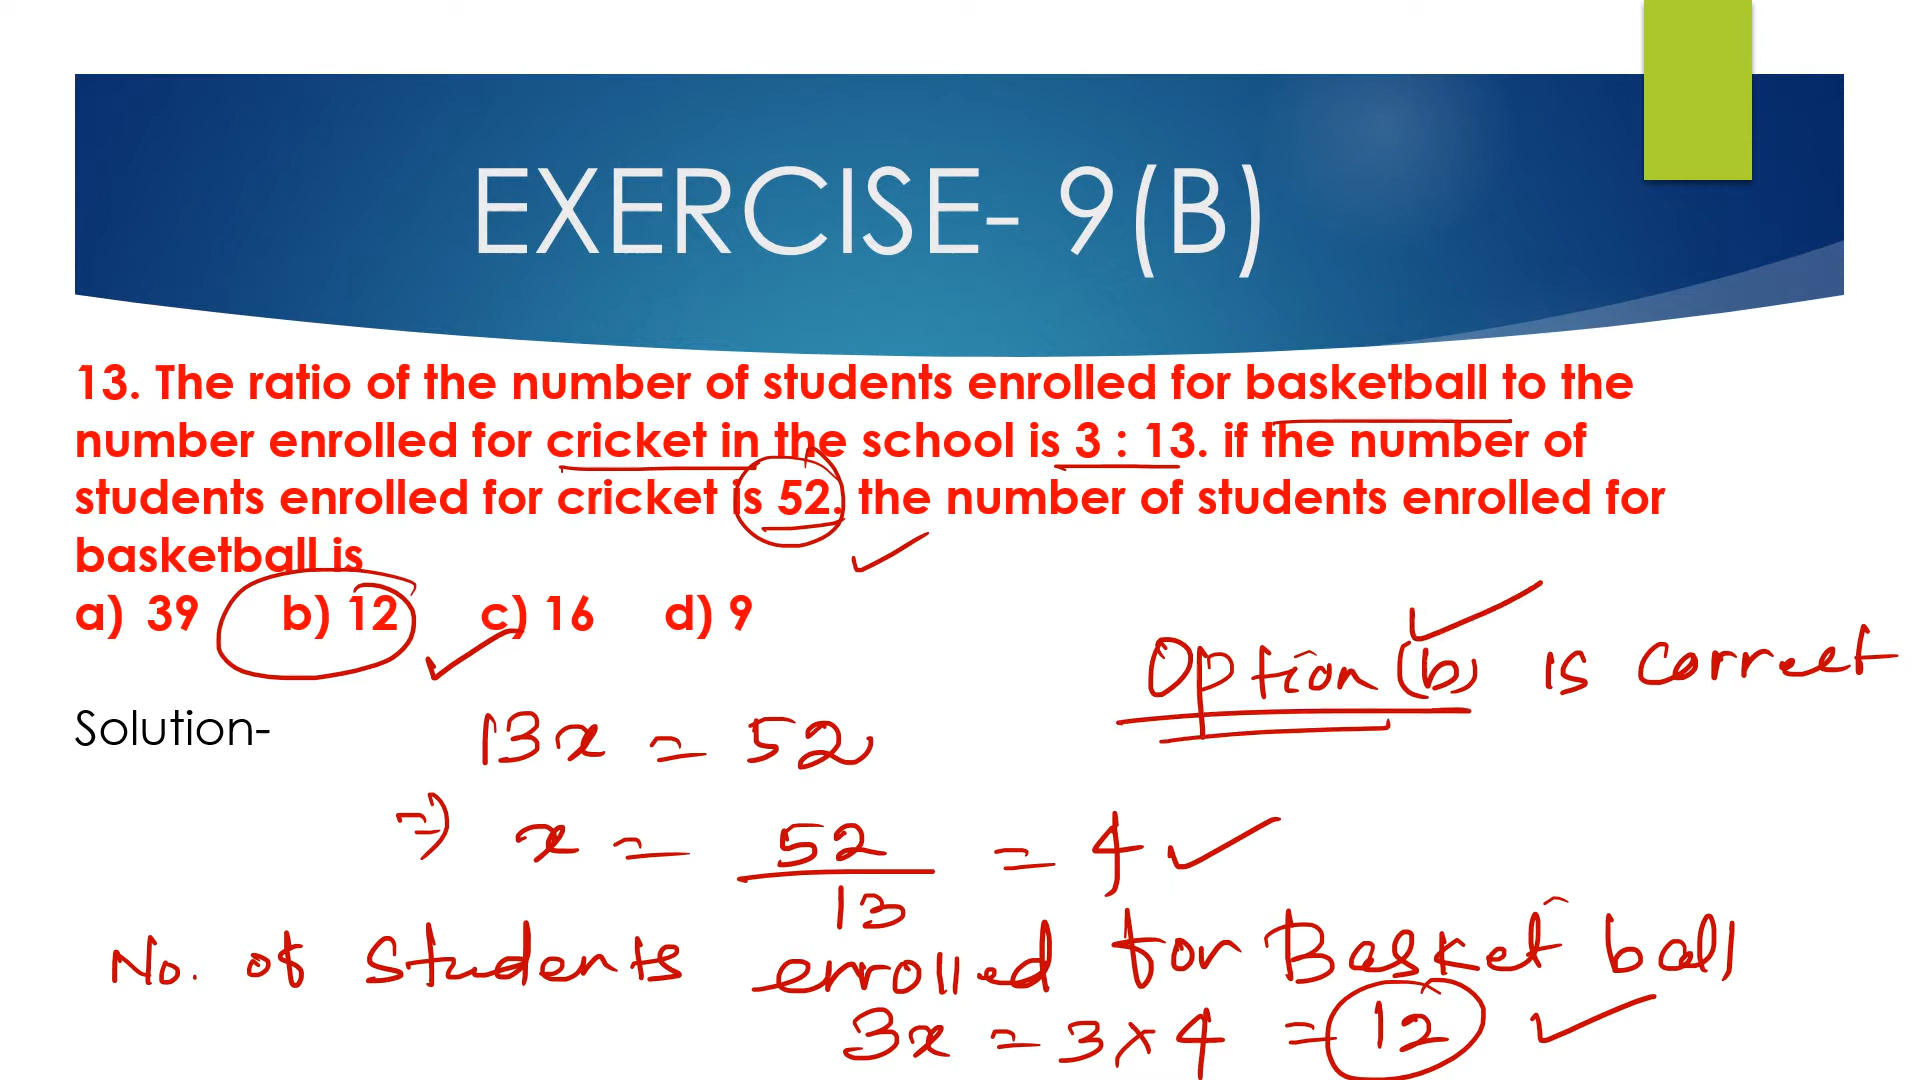 EXERCISE- 9(B)
13. The ratio of the number of students enrolled for basketball to the
number enrolled for cricket in the school is 3 : 13. if the number of
students enrolled for cricket is 52. the number of students enrolled for
basketball is
a) 39 b) 12 c) 16 d) 9
Option (b) is correct
Solution- 13x = 52
⇒ x = 52/13 = 4
No. of students enrolled for Basket ball
3x = 3 × 4 = 12